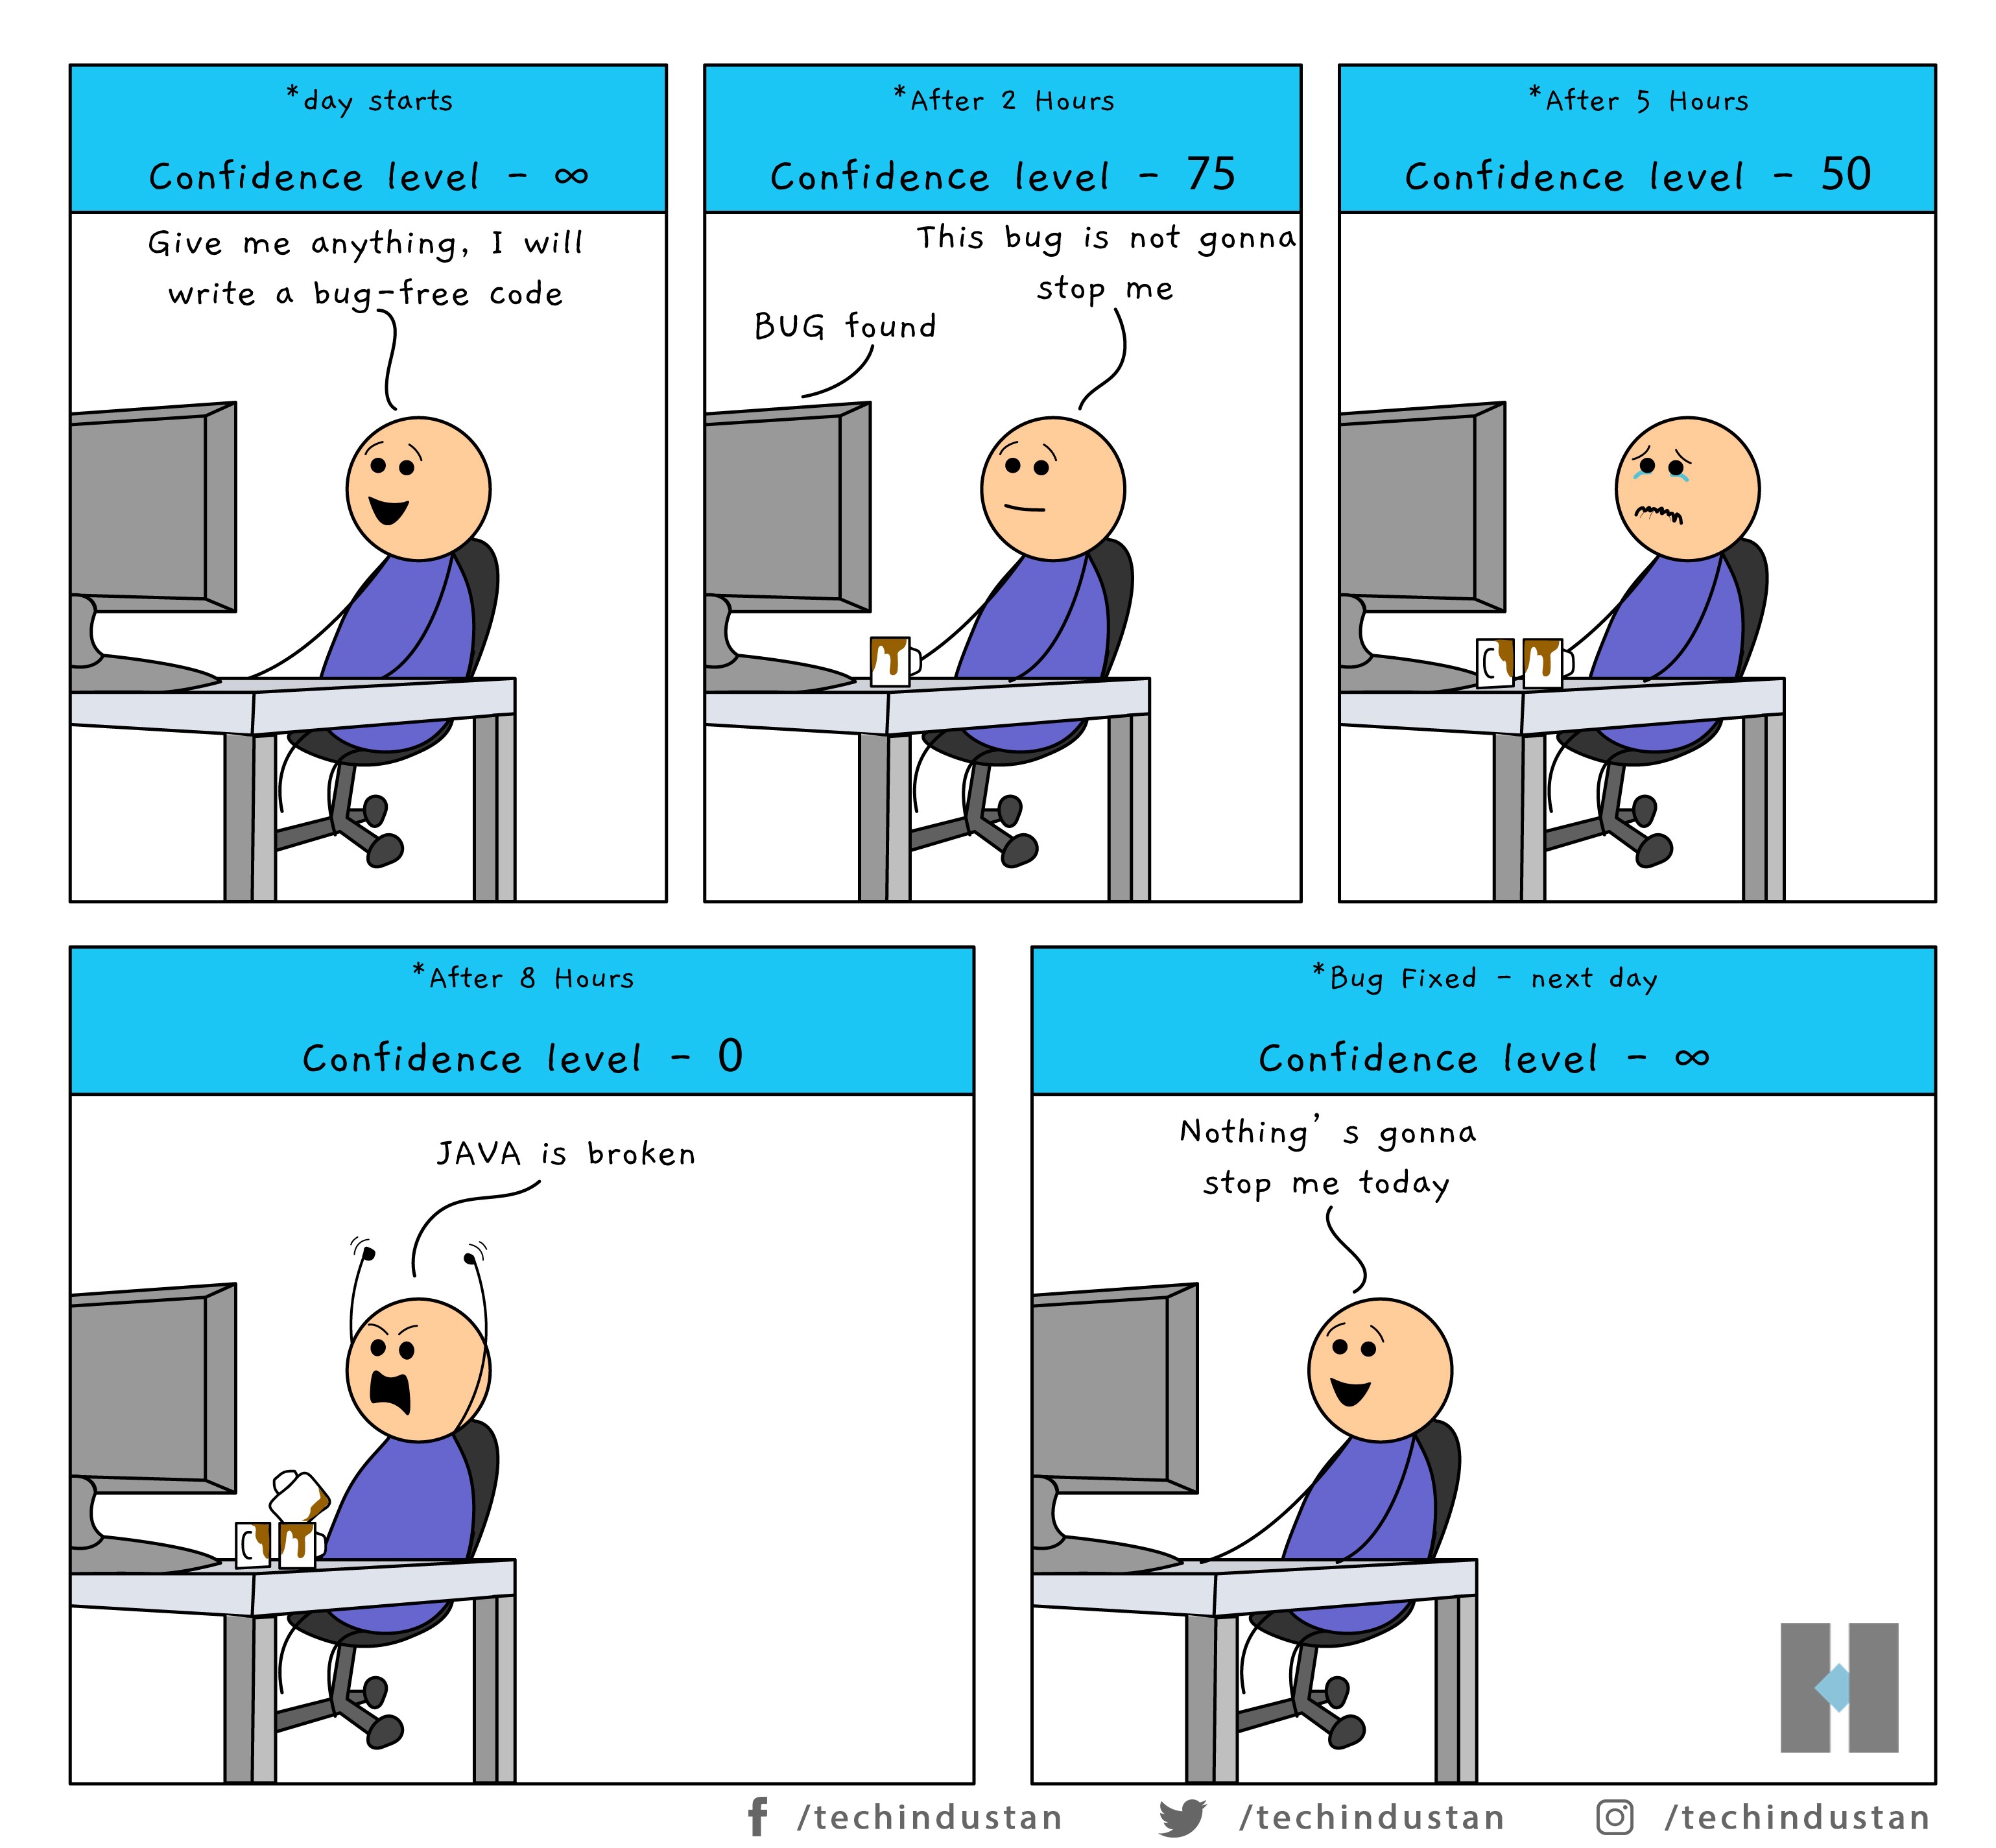 *day starts
Confidence level - ∞
Give me anything, I will
write a bug-free code
*After 2 Hours
Confidence level - 75
This bug is not gonna
stop me
BUG found
*After 5 Hours
Confidence level - 50
*After 8 Hours
Confidence level - 0
JAVA is broken
*Bug Fixed - next day
Confidence level - ∞
Nothing's gonna
stop me today
/techindustan
/techindustan
/techindustan